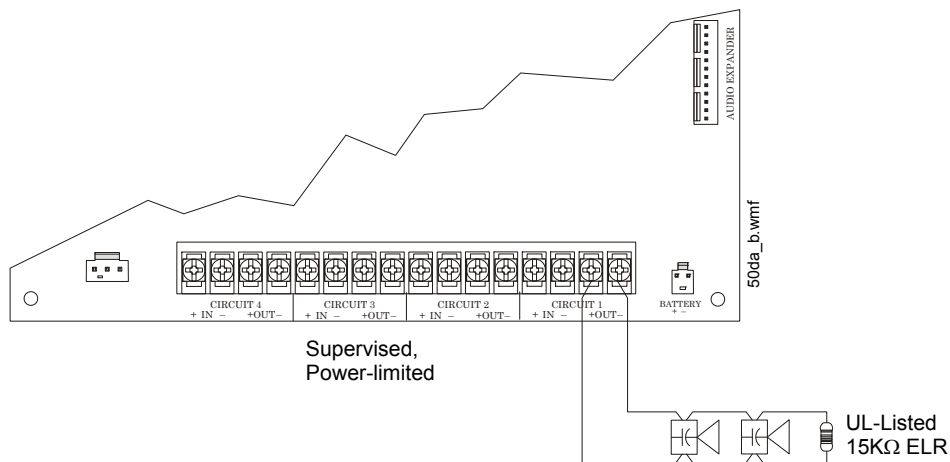 AUDIO EXPANDER
50da_b.wmf
CIRCUIT 4 CIRCUIT 3 CIRCUIT 2 CIRCUIT 1 BATTERY
+ IN – +OUT– + IN – +OUT– + IN – +OUT– + IN – +OUT– + –
Supervised,
Power-limited
UL-Listed
15KΩ ELR